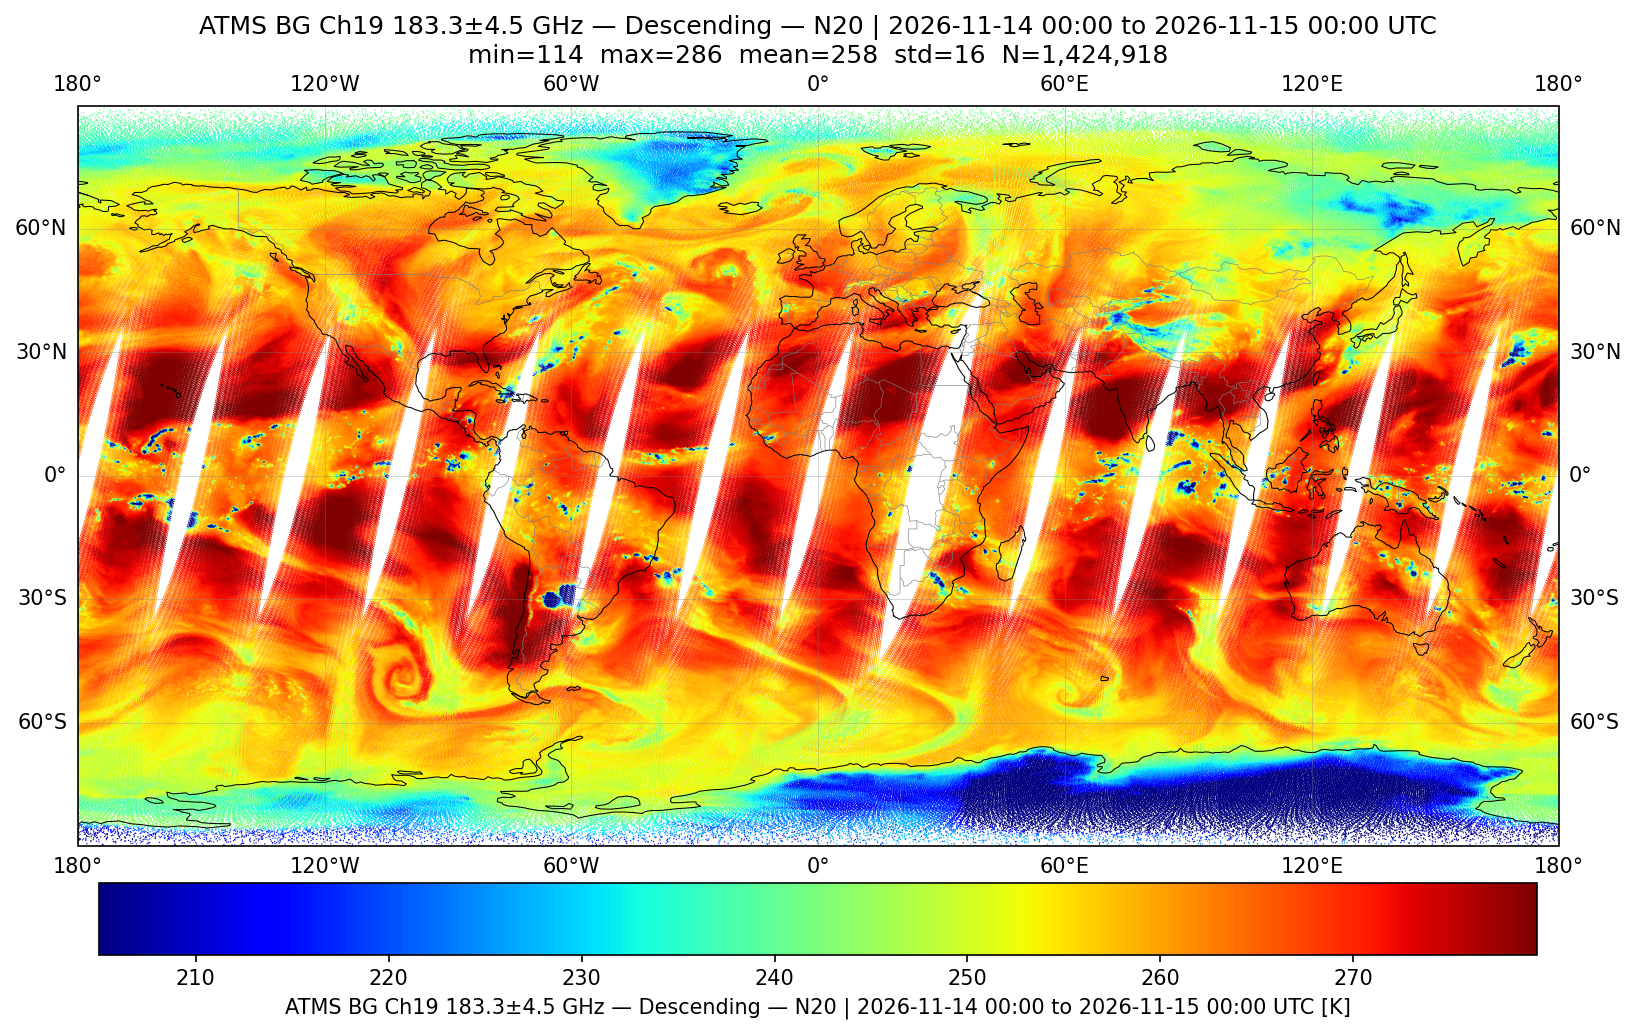 ATMS BG Ch19 183.3±4.5 GHz — Descending — N20 | 2026-11-14 00:00 to 2026-11-15 00:00 UTC
min=114 max=286 mean=258 std=16 N=1,424,918
180° 120°W 60°W 0° 60°E 120°E 180°
60°N 60°N
30°N 30°N
0° 0°
30°S 30°S
60°S 60°S
180° 120°W 60°W 0° 60°E 120°E 180°
210 220 230 240 250 260 270
ATMS BG Ch19 183.3±4.5 GHz — Descending — N20 | 2026-11-14 00:00 to 2026-11-15 00:00 UTC [K]